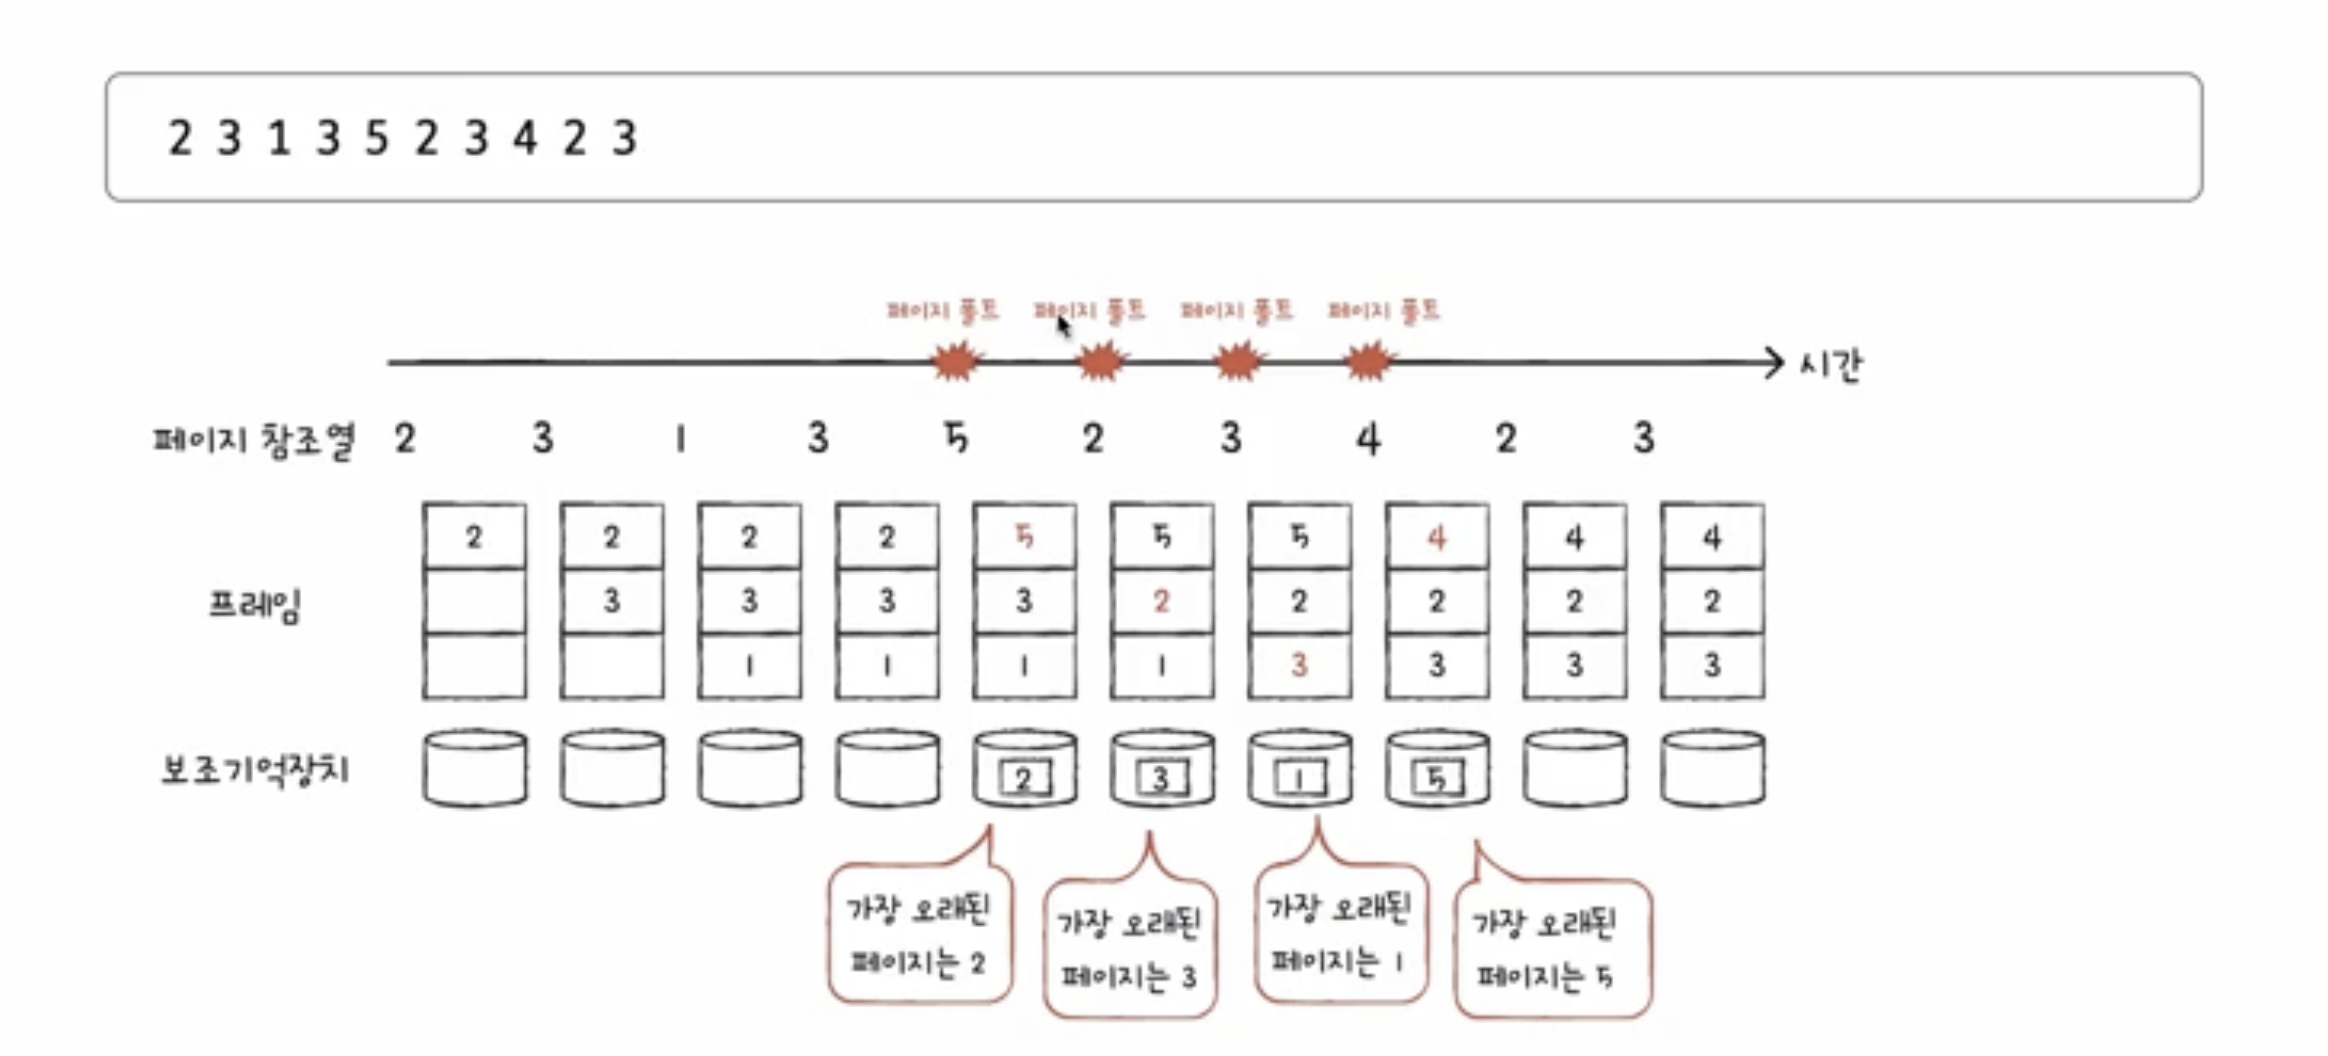 2 3 1 3 5 2 3 4 2 3
페이지 폴트 페이지 폴트 페이지 폴트 페이지 폴트
시간
페이지 참조열 2 3 1 3 5 2 3 4 2 3
2 2 2 2 5 5 5 4 4 4
프레임 3 3 3 3 2 2 2 2 2
1 1 1 1 3 3 3 3
보조기억장치 2 3 1 5
가장 오래된
페이지는 2
가장 오래된
페이지는 3
가장 오래된
페이지는 1
가장 오래된
페이지는 5